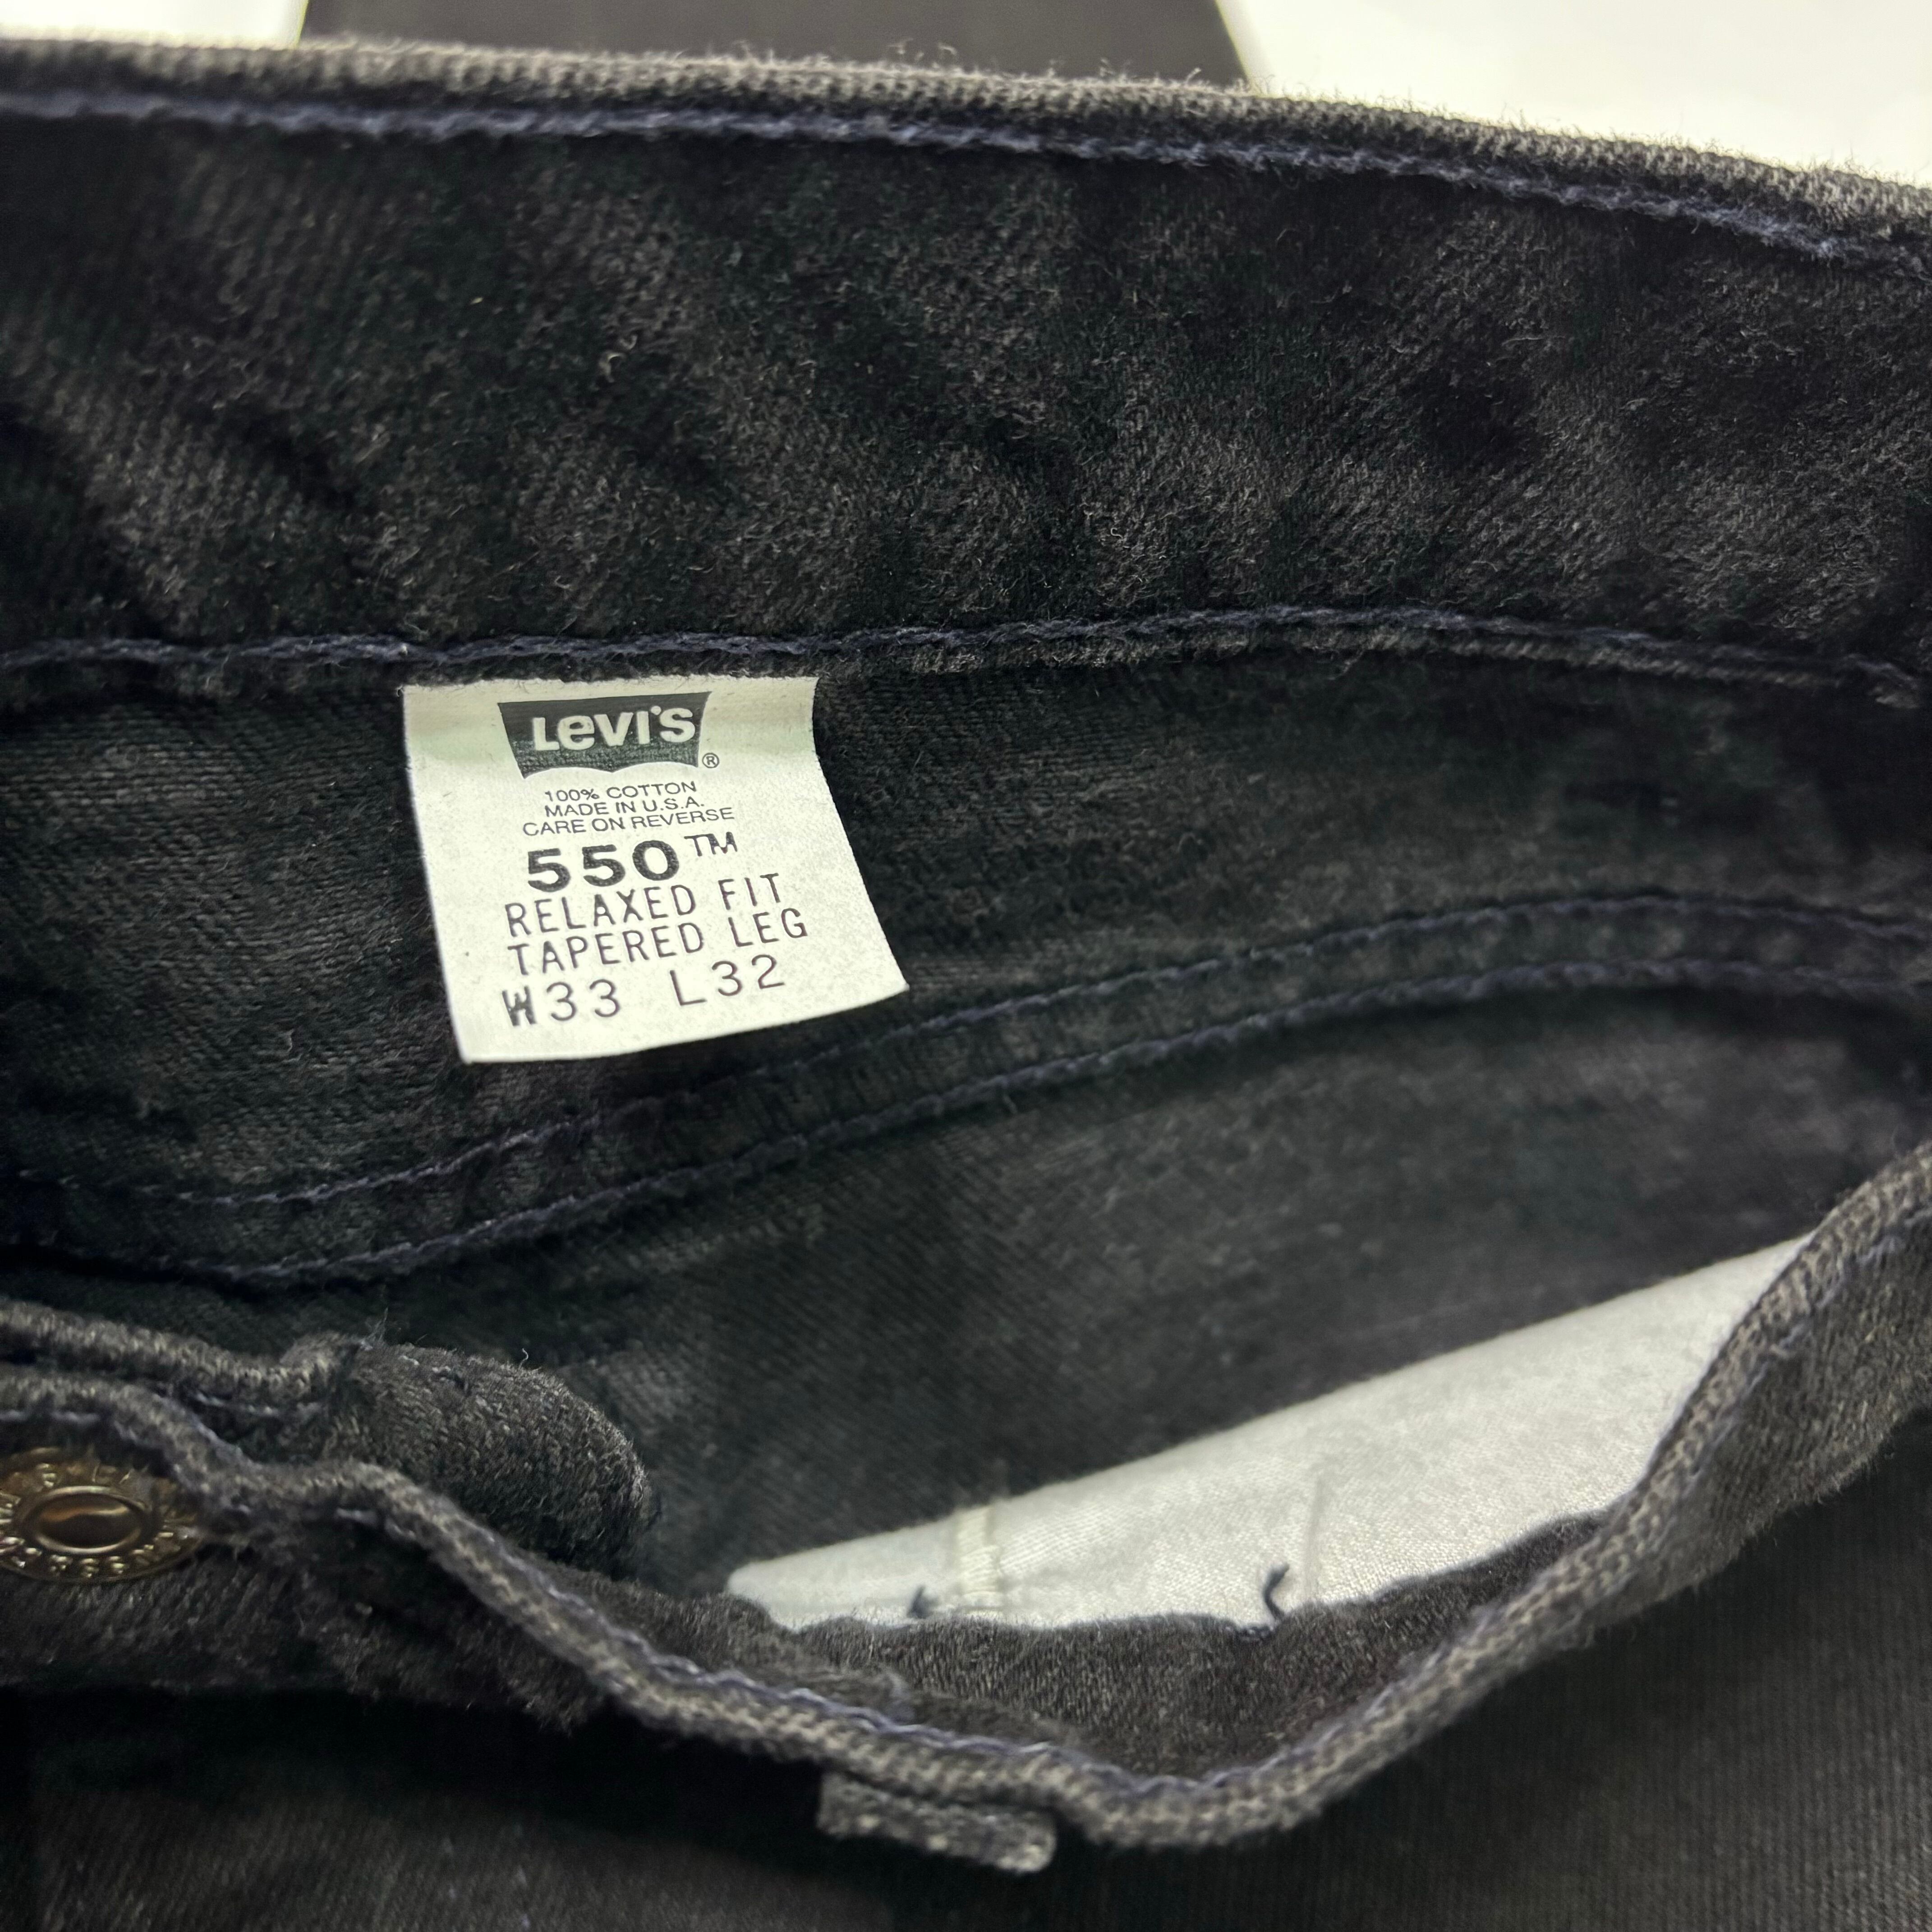 Levi's ®
100% COTTON
MADE IN U.S.A.
CARE ON REVERSE
550™
RELAXED FIT
TAPERED LEG
W33 L32